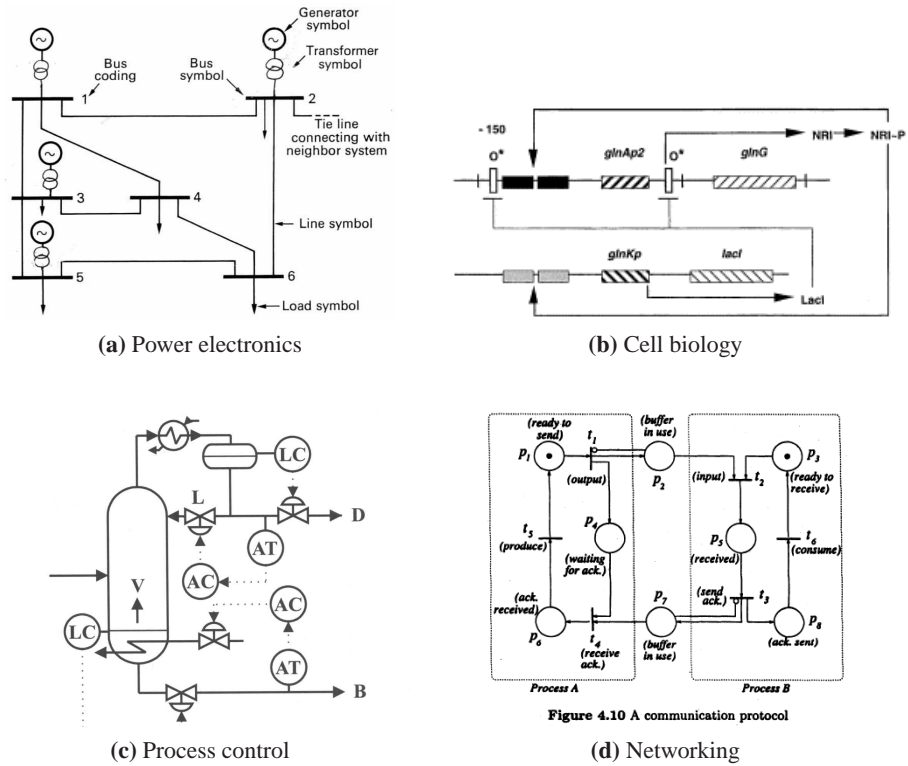 Generator symbol
Transformer symbol
Bus coding
Bus symbol
1
2
Tie line connecting with neighbor system
3
4
Line symbol
5
6
Load symbol
(a) Power electronics
- 150
O*
glnAp2
O*
glnG
NRI
NRI~P
glnKp
lacI
LacI
(b) Cell biology
LC
L
D
AT
AC
V
AC
LC
AT
B
(c) Process control
(ready to send)
p1
t1
(output)
(buffer in use)
p2
(input)
t2
p3
(ready to receive)
t5
(produce)
p4
(waiting for ack.)
p5
(received)
t6
(consume)
(ack. received)
p6
t4
(receive ack.)
p7
(buffer in use)
(send ack.)
t3
p8
(ack. sent)
Process A
Process B
Figure 4.10 A communication protocol
(d) Networking